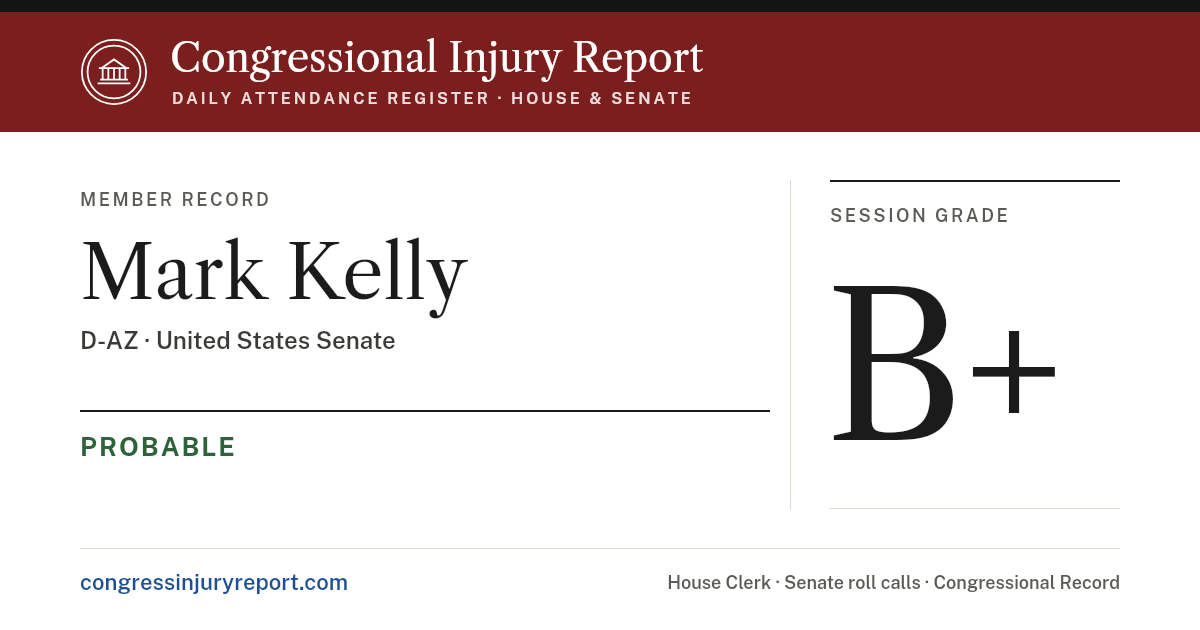 Congressional Injury Report
DAILY ATTENDANCE REGISTER · HOUSE & SENATE
MEMBER RECORD
Mark Kelly
D-AZ · United States Senate
PROBABLE
SESSION GRADE
B+
congressinjuryreport.com
House Clerk · Senate roll calls · Congressional Record